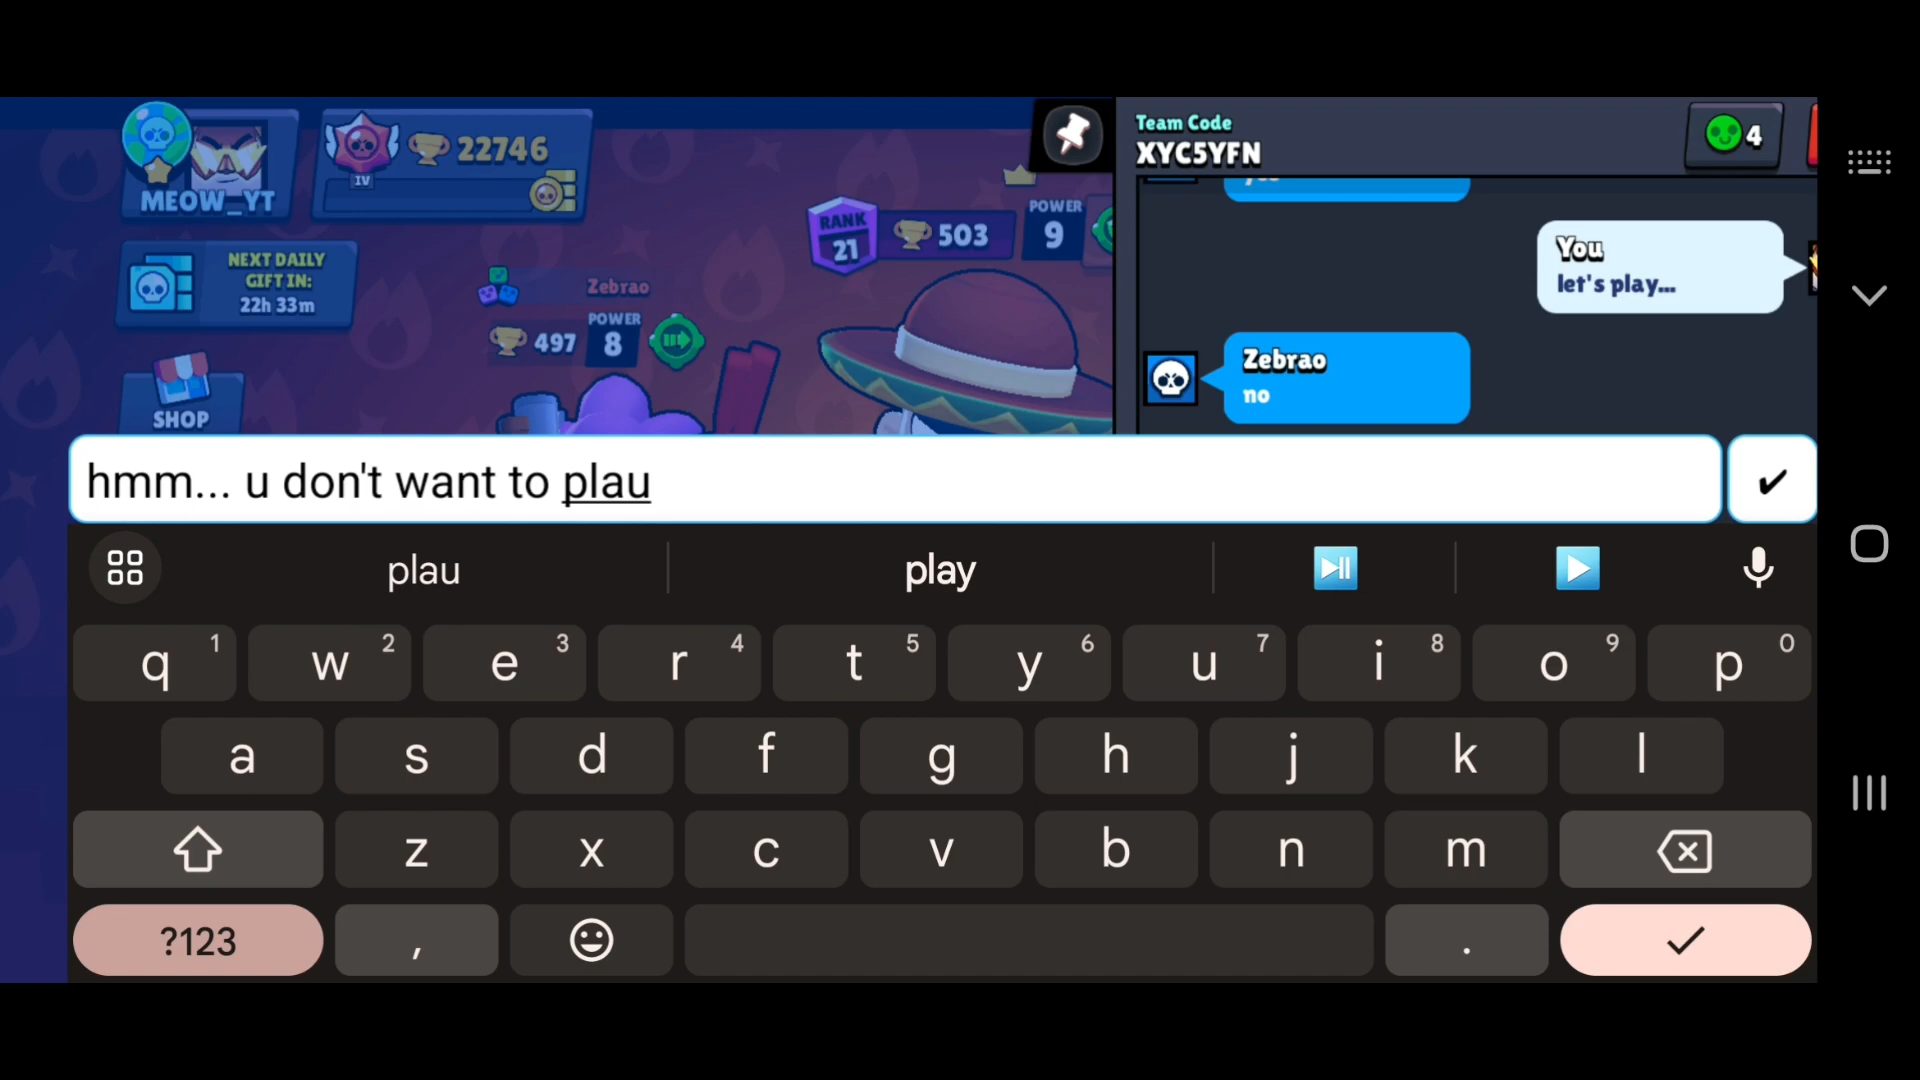 MEOW_YT
IV
22746
NEXT DAILY
GIFT IN:
22h 33m
SHOP
Zebrao
497
POWER
8
RANK
21
503
POWER
9
Team Code
XYC5YFN
4
You
let's play...
Zebrao
no
hmm... u don't want to plau
plau play
q 1 w 2 e 3 r 4 t 5 y 6 u 7 i 8 o 9 p 0
a s d f g h j k l
z x c v b n m
?123 , .